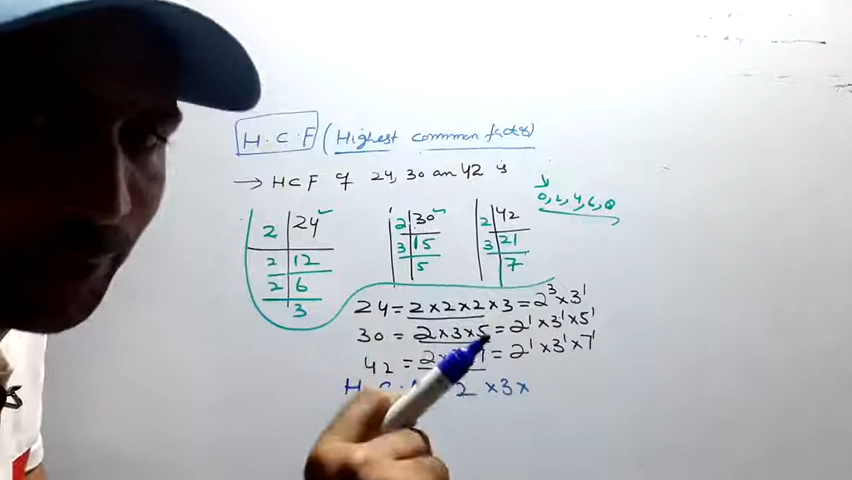 H.C.F (Highest common factor)
→ HCF of 24, 30 an 42 is
0, 2, 4, 6, 8
2 | 24 ✓
2 | 12
2 | 6
3
2 | 30 ✓
3 | 15
5
2 | 42
3 | 21
7
24 = 2×2×2×3 = 2³×3¹
30 = 2×3×5 = 2¹×3¹×5¹
42 = 2× = 2¹×3¹×7¹
2 ×3×